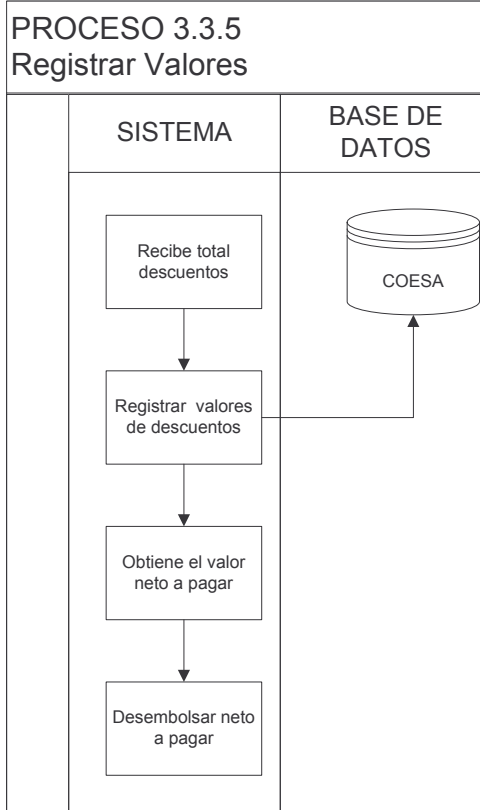 PROCESO 3.3.5
Registrar Valores
SISTEMA
BASE DE
DATOS
Recibe total
descuentos
COESA
Registrar valores
de descuentos
Obtiene el valor
neto a pagar
Desembolsar neto
a pagar